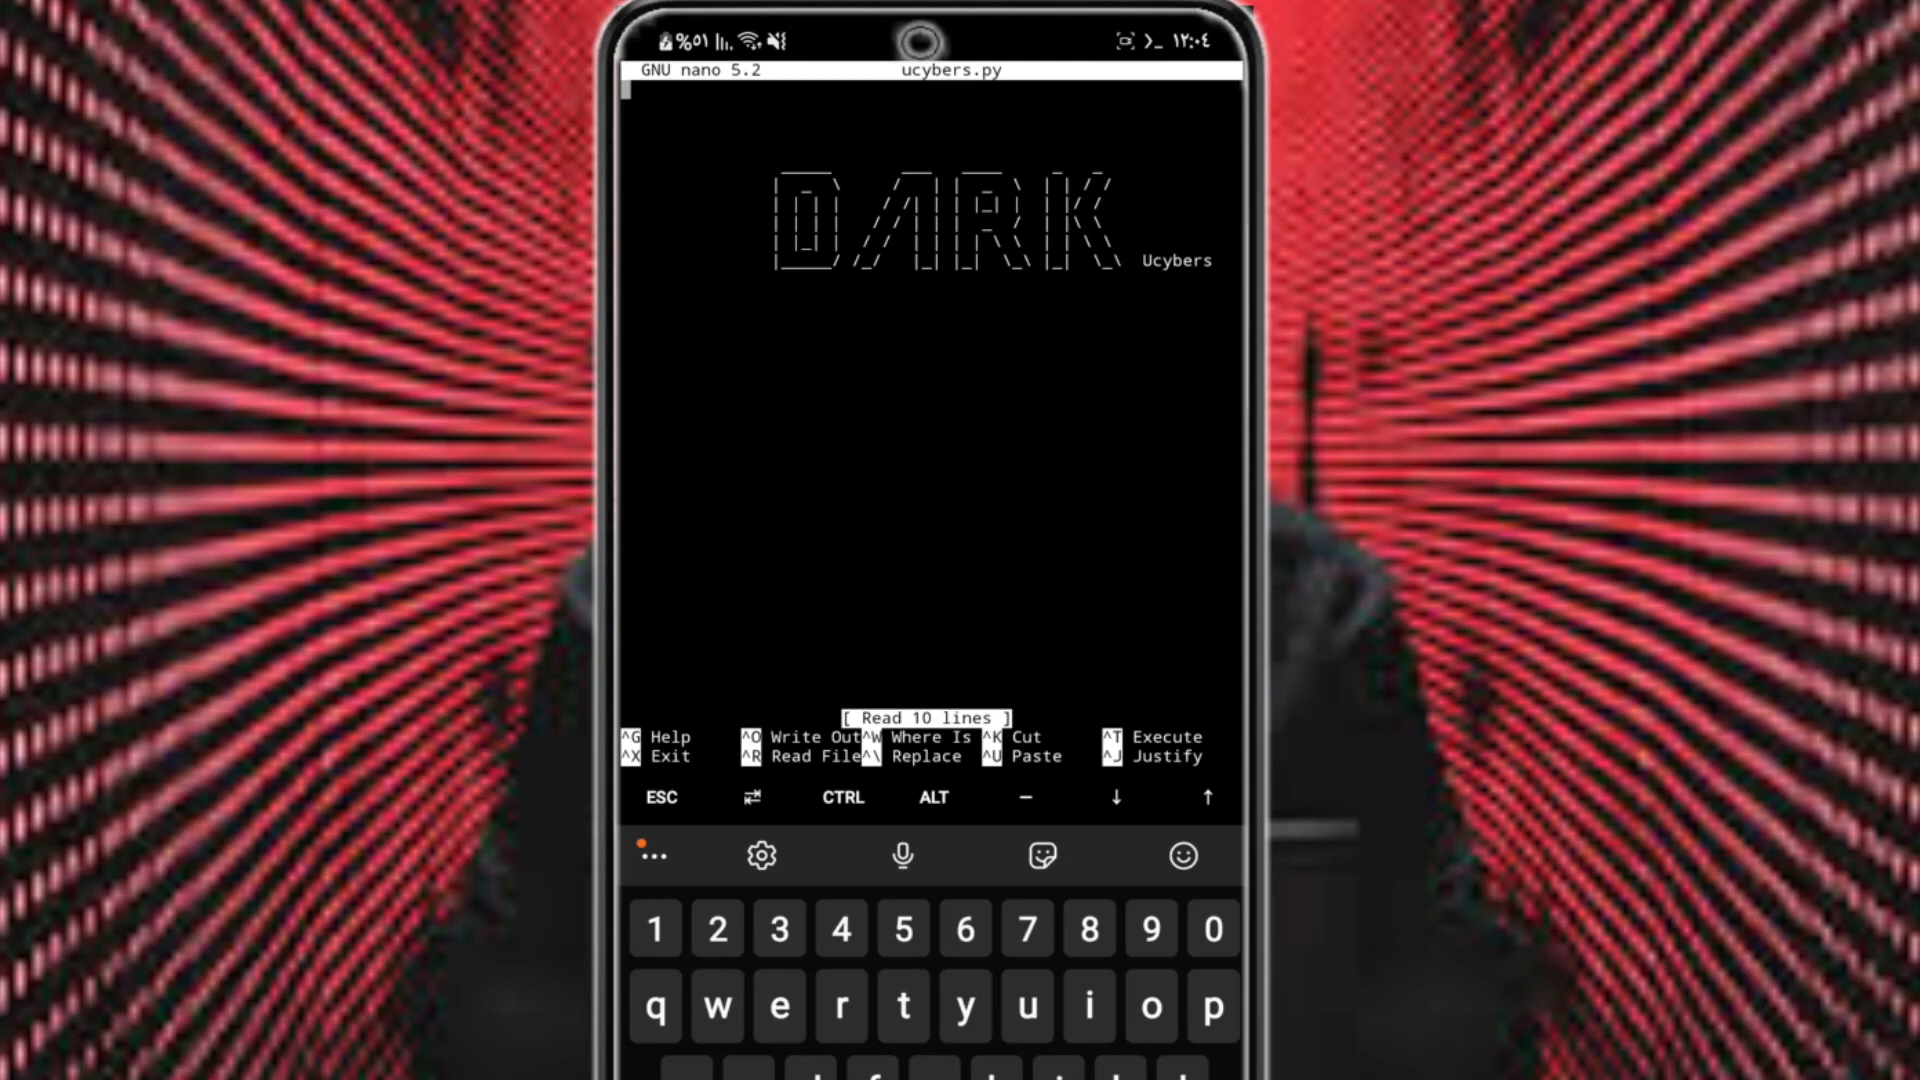 %٥١ ١٢:٠٤
GNU nano 5.2 ucybers.py
DARK
Ucybers
[ Read 10 lines ]
^G Help ^O Write Out ^W Where Is ^K Cut ^T Execute
^X Exit ^R Read File ^\ Replace ^U Paste ^J Justify
ESC CTRL ALT – ↓ ↑
1 2 3 4 5 6 7 8 9 0
q w e r t y u i o p